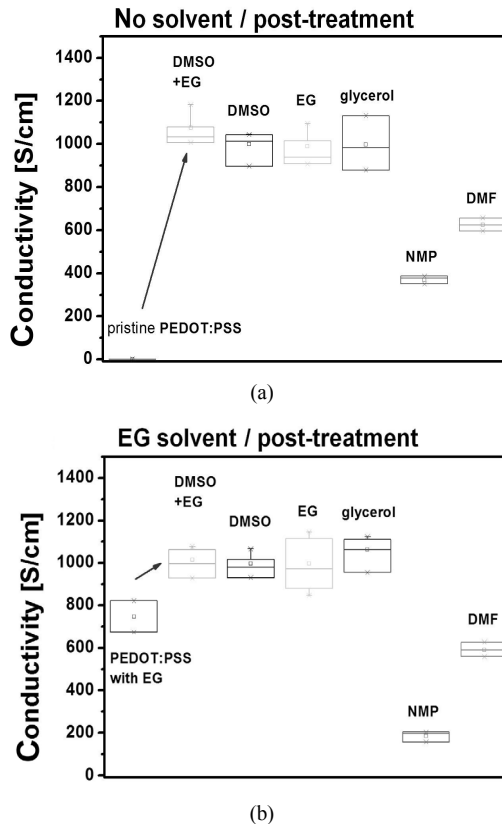 No solvent / post-treatment
Conductivity [S/cm]
1400
1200
1000
800
600
400
200
0
DMSO
+EG
DMSO
EG
glycerol
NMP
DMF
pristine PEDOT:PSS
(a)
EG solvent / post-treatment
Conductivity [S/cm]
1400
1200
1000
800
600
400
200
0
DMSO
+EG
DMSO
EG
glycerol
PEDOT:PSS
with EG
NMP
DMF
(b)